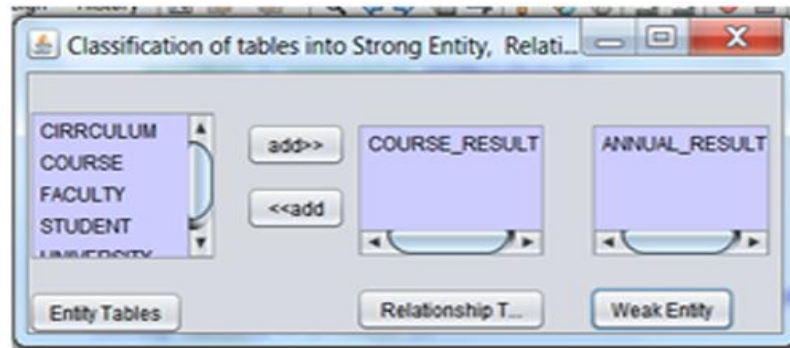 Classification of tables into Strong Entity, Relati...
CIRRCULUM
COURSE
FACULTY
STUDENT
UNIVERSITY
add>>
<<add
COURSE_RESULT
ANNUAL_RESULT
Entity Tables
Relationship T...
Weak Entity